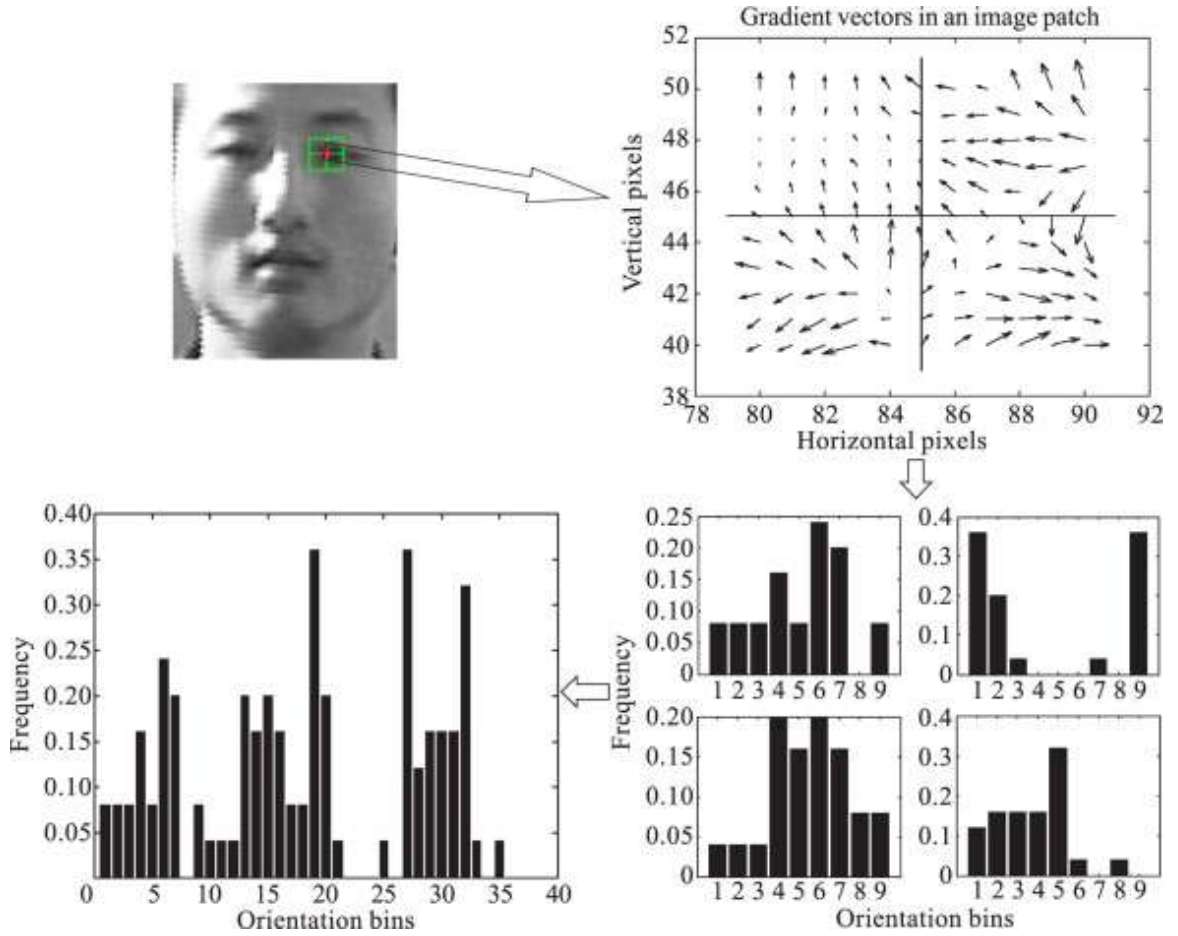 Gradient vectors in an image patch
52
50
48
46
44
42
40
38
Vertical pixels
78 80 82 84 86 88 90 92
Horizontal pixels
0.40
0.35
0.30
0.25
0.20
0.15
0.10
0.05
Frequency
0 5 10 15 20 25 30 35 40
Orientation bins
0.25
0.20
0.15
0.10
0.05
0
1 2 3 4 5 6 7 8 9
0.4
0.3
0.2
0.1
0
1 2 3 4 5 6 7 8 9
Frequency
0.20
0.15
0.10
0.05
0
1 2 3 4 5 6 7 8 9
0.4
0.3
0.2
0.1
0
1 2 3 4 5 6 7 8 9
Orientation bins